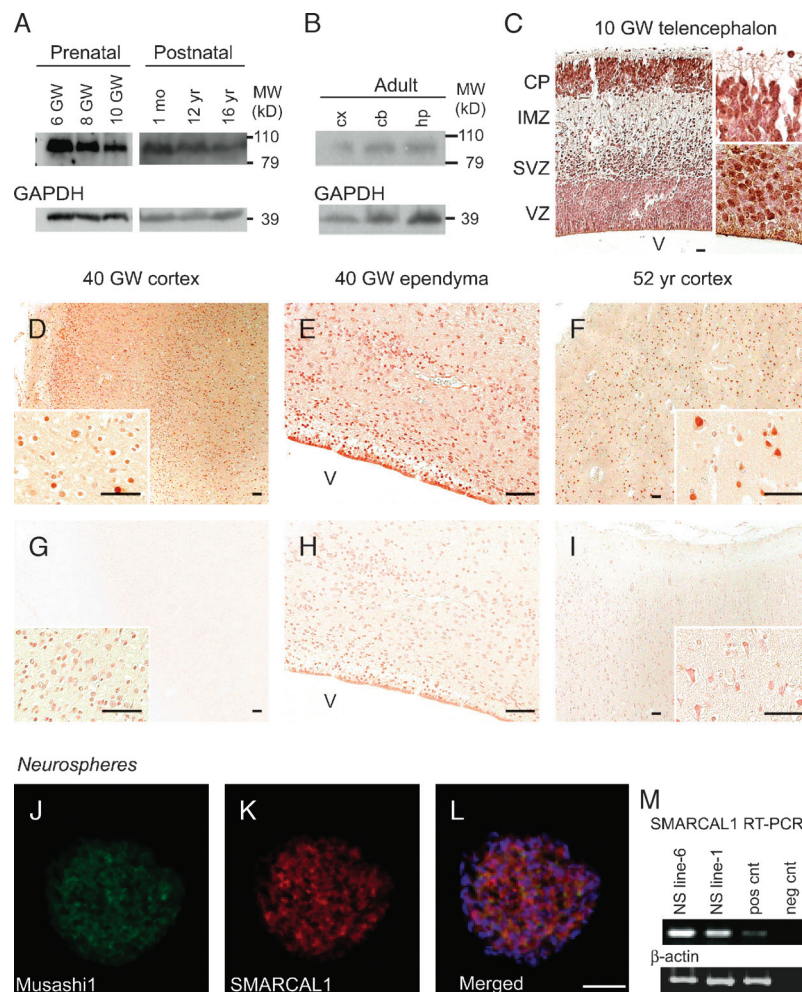 A
Prenatal
Postnatal
6 GW
8 GW
10 GW
1 mo
12 yr
16 yr
MW
(kD)
110
79
GAPDH
39
B
Adult
cx
cb
hp
MW
(kD)
110
79
GAPDH
39
C
10 GW telencephalon
CP
IMZ
SVZ
VZ
V
40 GW cortex
40 GW ependyma
52 yr cortex
D
E
V
F
G
H
V
I
Neurospheres
J
Musashi1
K
SMARCAL1
L
Merged
M
SMARCAL1 RT-PCR
NS line-6
NS line-1
pos cnt
neg cnt
β-actin